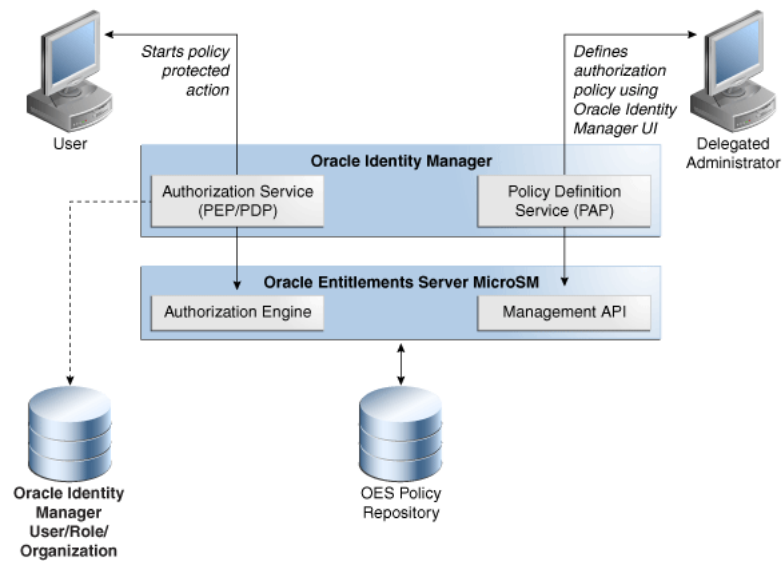 Starts policy
protected
action
Defines
authorization
policy using
Oracle Identity
Manager UI
User
Delegated
Administrator
Oracle Identity Manager
Authorization Service
(PEP/PDP)
Policy Definition
Service (PAP)
Oracle Entitlements Server MicroSM
Authorization Engine
Management API
Oracle Identity
Manager
User/Role/
Organization
OES Policy
Repository